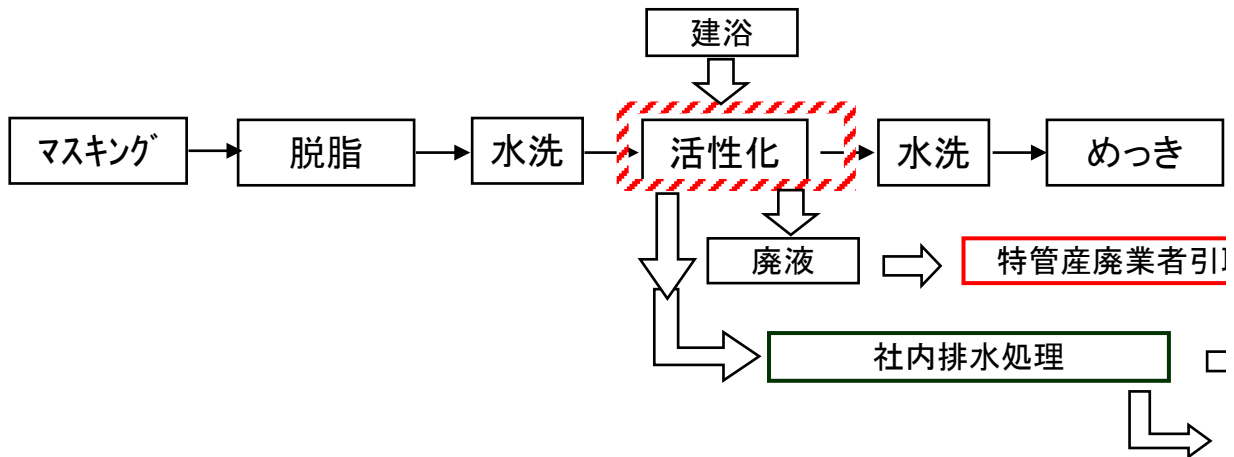 建浴
マスキング
脱脂
水洗
活性化
水洗
めっき
廃液
特管産廃業者引
社内排水処理